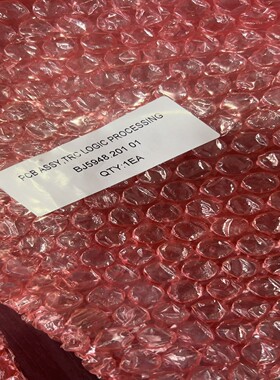 PCB ASSY.TRC LOGIC PROCESSING
BJ5948.201 01
QTY:1EA